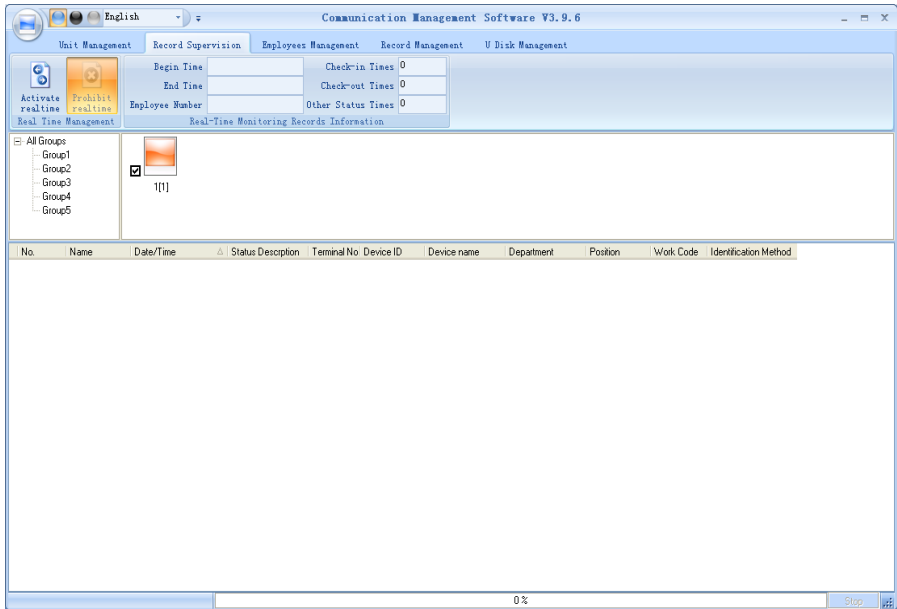 English
Communication Management Software V3.9.6
Unit Management Record Supervision Employees Management Record Management U Disk Management
Begin Time Check-in Times 0
End Time Check-out Times 0
Activate realtime Prohibit realtime Employee Number Other Status Times 0
Real Time Management Real-Time Monitoring Records Information
All Groups
Group1
Group2
Group3
Group4
Group5
1[1]
No. Name Date/Time Status Descrption Terminal No Device ID Device name Department Position Work Code Identification Method
0 % Stop